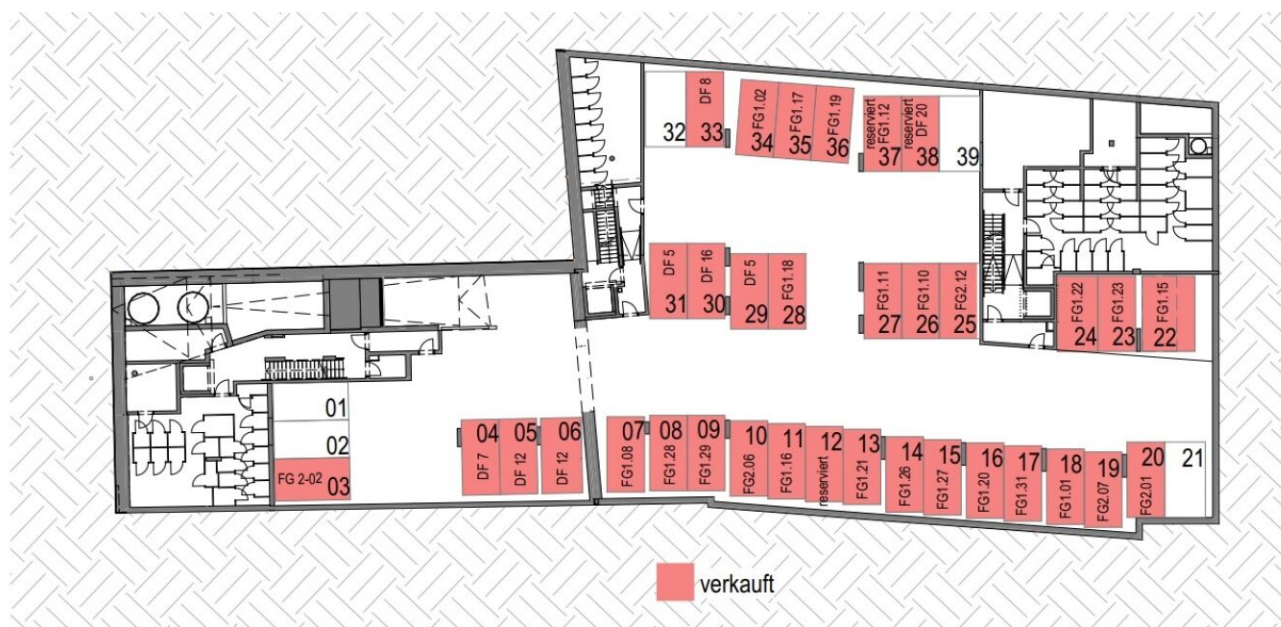 32
33 DF 8
34 FG1.02
35 FG1.17
36 FG1.19
37 reserviert FG1.12
38 reserviert DF 20
39
31 DF 5
30 DF 16
29 DF 5
28 FG1.18
27 FG1.11
26 FG1.10
25 FG2.12
24 FG1.22
23 FG1.23
22 FG1.15
01
02
FG 2-02 03
04 DF 7
05 DF 12
06 DF 12
07 FG1.08
08 FG1.28
09 FG1.29
10 FG2.06
11 FG1.16
12 reserviert
13 FG1.21
14 FG1.26
15 FG1.27
16 FG1.20
17 FG1.31
18 FG1.01
19 FG2.07
20 FG2.01
21
verkauft